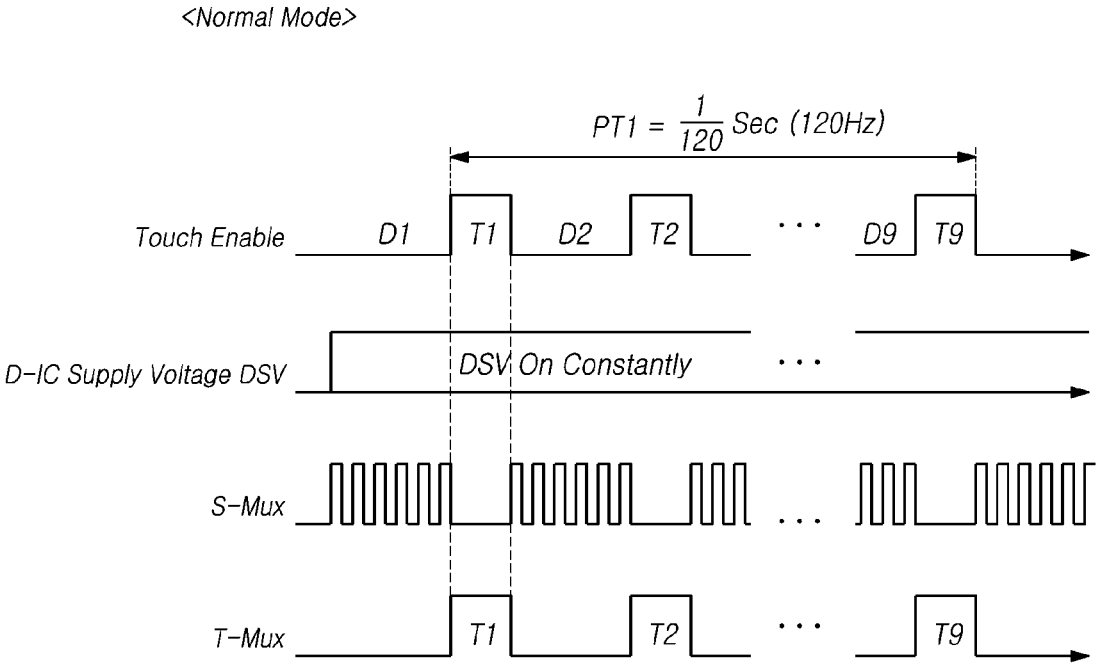 <Normal Mode>
PT1 = 1/120 Sec (120Hz)
Touch Enable D1 T1 D2 T2 ··· D9 T9
D-IC Supply Voltage DSV DSV On Constantly ···
S-Mux ···
T-Mux T1 T2 ··· T9